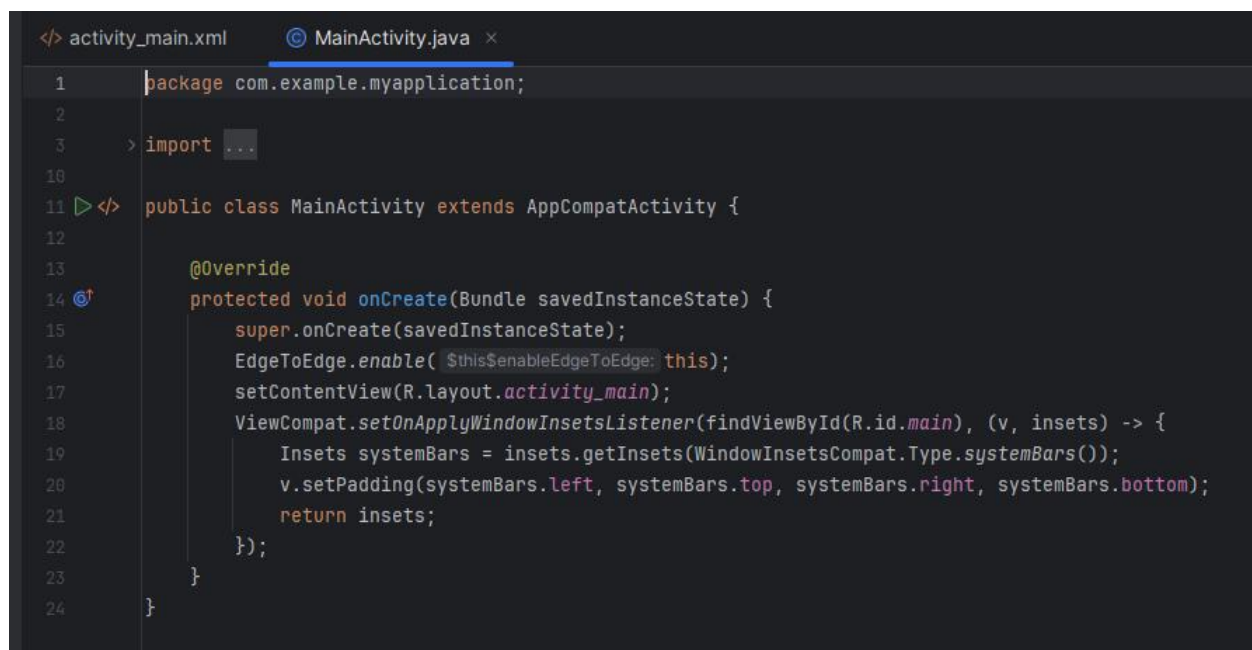 </> activity_main.xml © MainActivity.java ×
1 package com.example.myapplication;
2
3 > import ...
10
11 </> public class MainActivity extends AppCompatActivity {
12
13 @Override
14 protected void onCreate(Bundle savedInstanceState) {
15 super.onCreate(savedInstanceState);
16 EdgeToEdge.enable( $this$enableEdgeToEdge: this);
17 setContentView(R.layout.activity_main);
18 ViewCompat.setOnApplyWindowInsetsListener(findViewById(R.id.main), (v, insets) -> {
19 Insets systemBars = insets.getInsets(WindowInsetsCompat.Type.systemBars());
20 v.setPadding(systemBars.left, systemBars.top, systemBars.right, systemBars.bottom);
21 return insets;
22 });
23 }
24 }